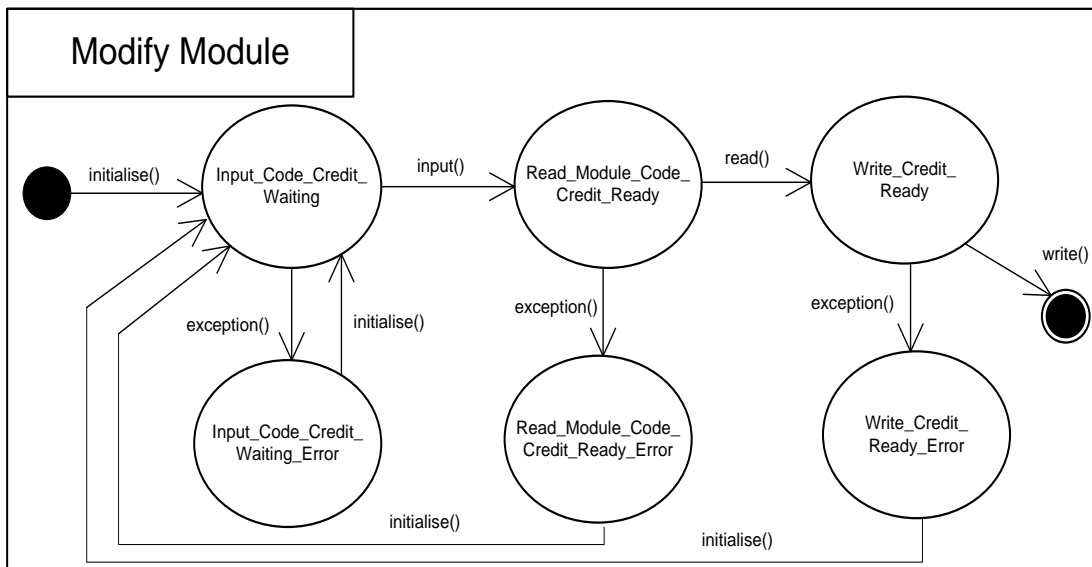 Modify Module
initialise()
Input_Code_Credit_
Waiting
input()
Read_Module_Code_
Credit_Ready
read()
Write_Credit_
Ready
write()
exception()
initialise()
exception()
exception()
Input_Code_Credit_
Waiting_Error
Read_Module_Code_
Credit_Ready_Error
Write_Credit_
Ready_Error
initialise()
initialise()